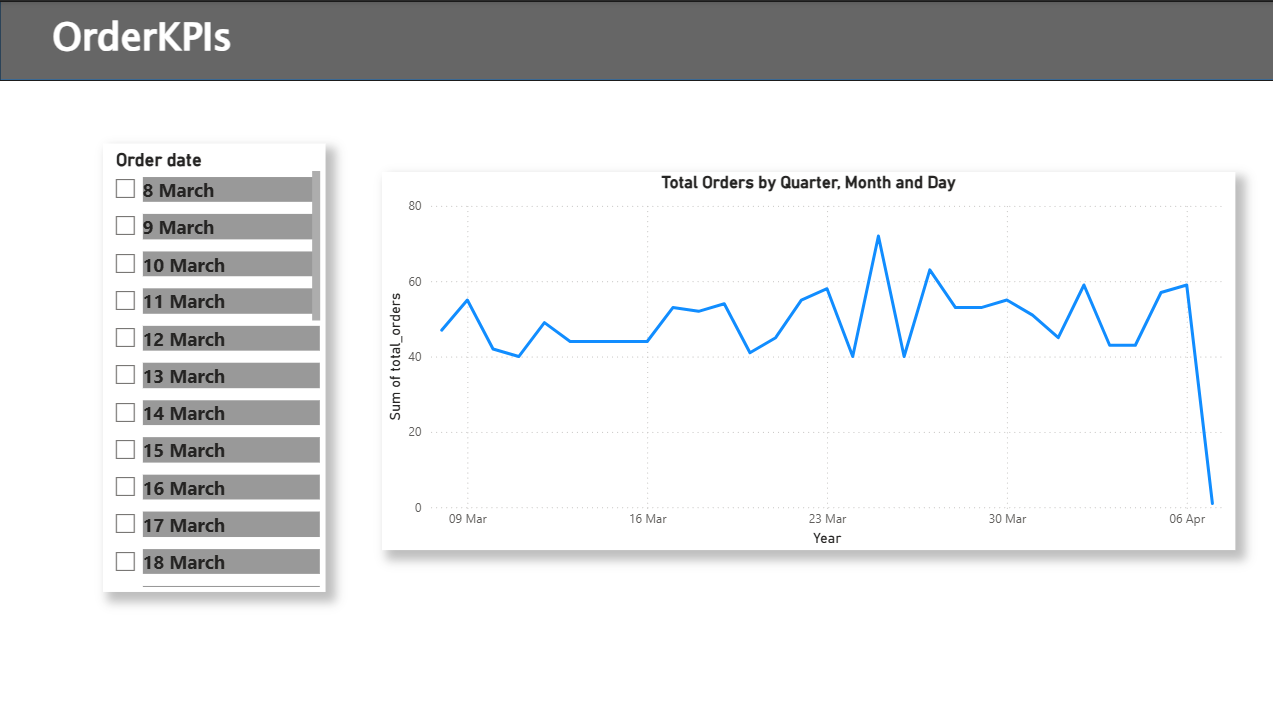 OrderKPIs
Order date
8 March
9 March
10 March
11 March
12 March
13 March
14 March
15 March
16 March
17 March
18 March
Total Orders by Quarter, Month and Day
Sum of total_orders
80
60
40
20
0
09 Mar
16 Mar
23 Mar
30 Mar
06 Apr
Year